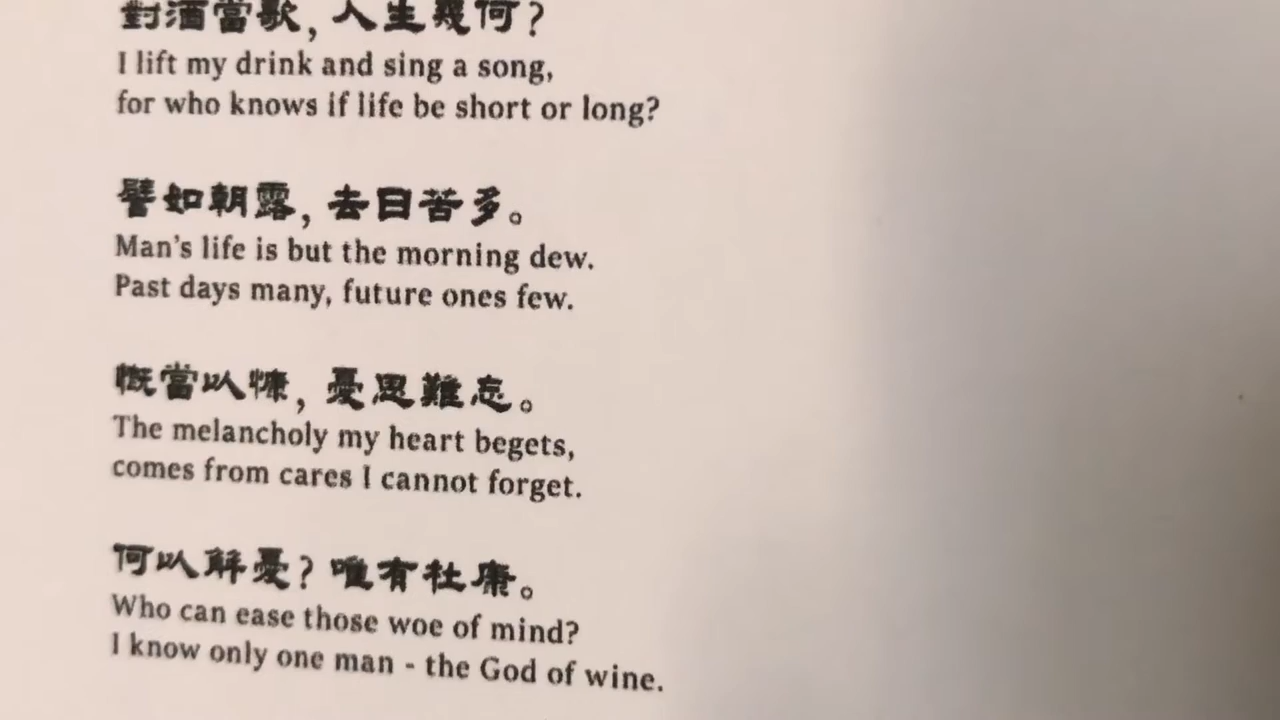 對酒當歌，人生幾何？
I lift my drink and sing a song,
for who knows if life be short or long?
譬如朝露，去日苦多。
Man's life is but the morning dew.
Past days many, future ones few.
慨當以慷，憂思難忘。
The melancholy my heart begets,
comes from cares I cannot forget.
何以解憂？唯有杜康。
Who can ease those woe of mind?
I know only one man - the God of wine.